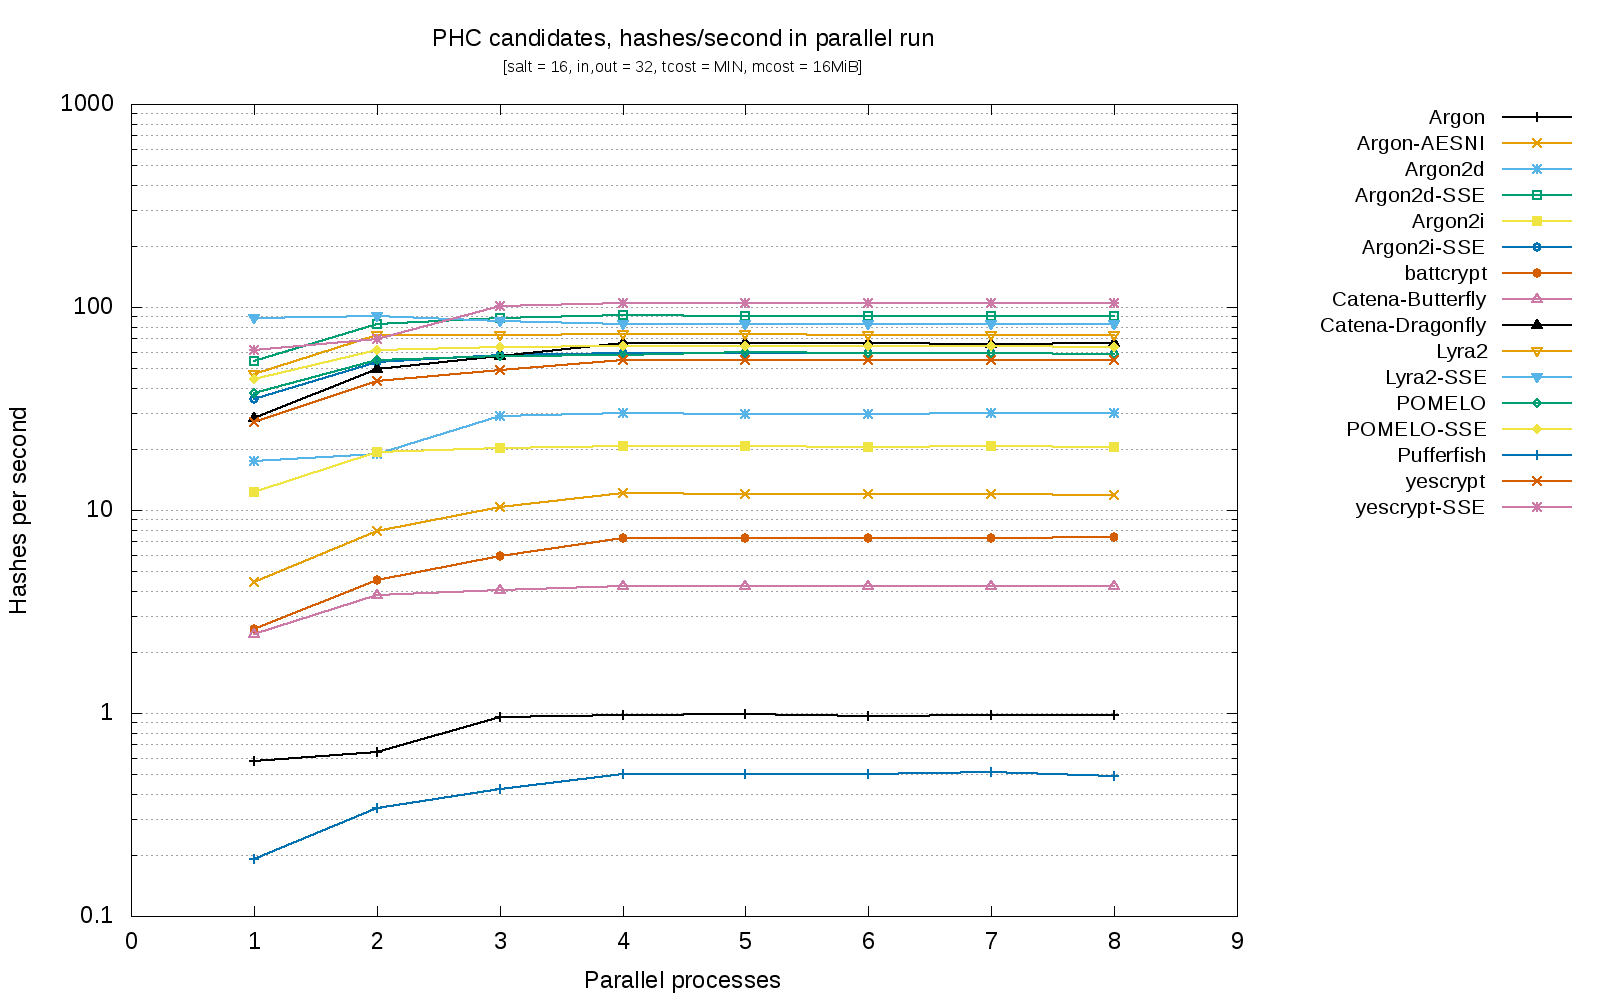 PHC candidates, hashes/second in parallel run
[salt = 16, in,out = 32, tcost = MIN, mcost = 16MiB]
Hashes per second
1000
100
10
1
0.1
0 1 2 3 4 5 6 7 8 9
Parallel processes
Argon
Argon-AESNI
Argon2d
Argon2d-SSE
Argon2i
Argon2i-SSE
battcrypt
Catena-Butterfly
Catena-Dragonfly
Lyra2
Lyra2-SSE
POMELO
POMELO-SSE
Pufferfish
yescrypt
yescrypt-SSE